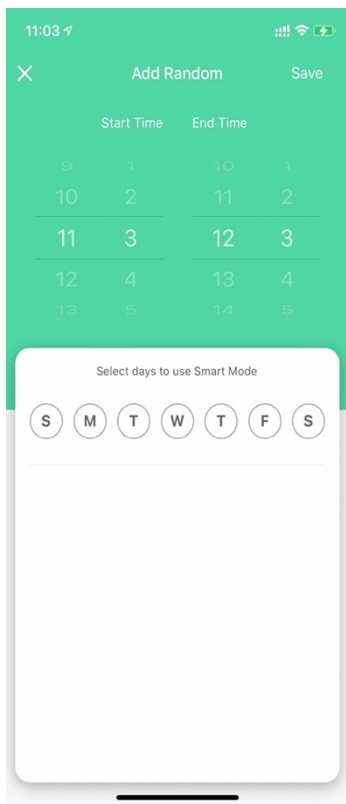 11:03
Add Random Save
Start Time End Time
9 1 10 1
10 2 11 2
11 3 12 3
12 4 13 4
13 5 14 5
Select days to use Smart Mode
S M T W T F S